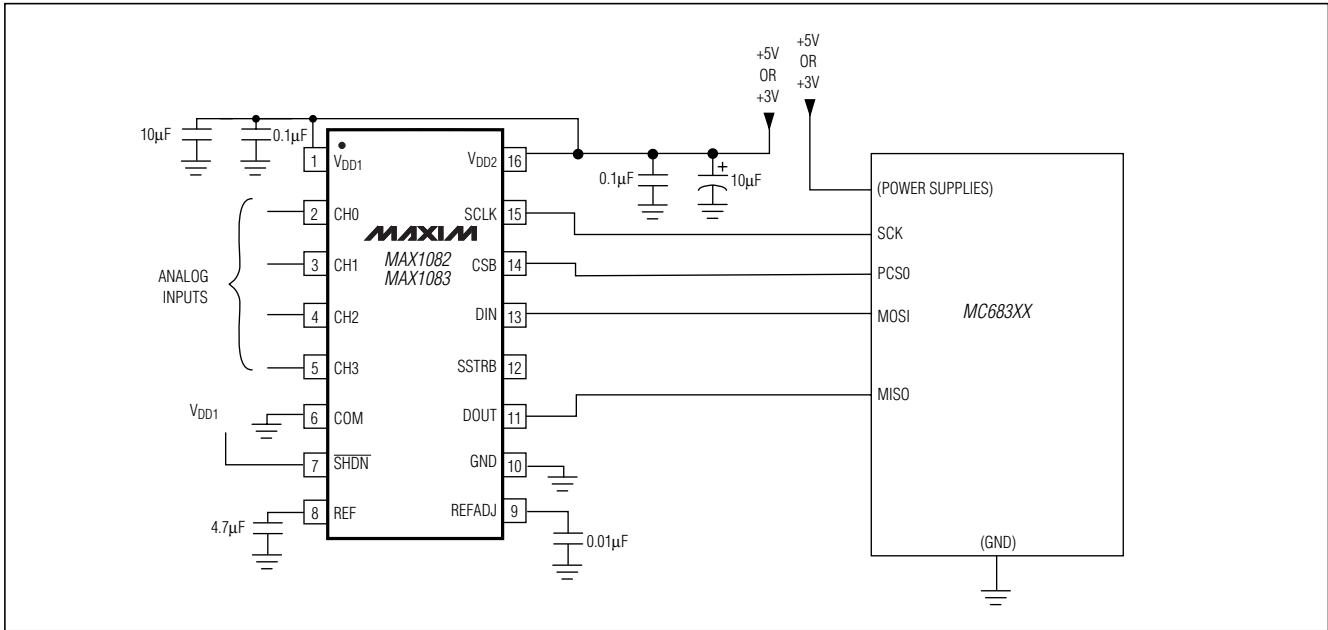 +5V
OR
+3V
+5V
OR
+3V
10µF
0.1µF
1
VDD1
VDD2
16
0.1µF
+
10µF
(POWER SUPPLIES)
ANALOG
INPUTS
2
CH0
SCLK
15
SCK
MAXIM
MAX1082
MAX1083
3
CH1
CSB
14
PCS0
MC683XX
4
CH2
DIN
13
MOSI
5
CH3
SSTRB
12
VDD1
6
COM
DOUT
11
MISO
7
SHDN
GND
10
4.7µF
8
REF
REFADJ
9
0.01µF
(GND)